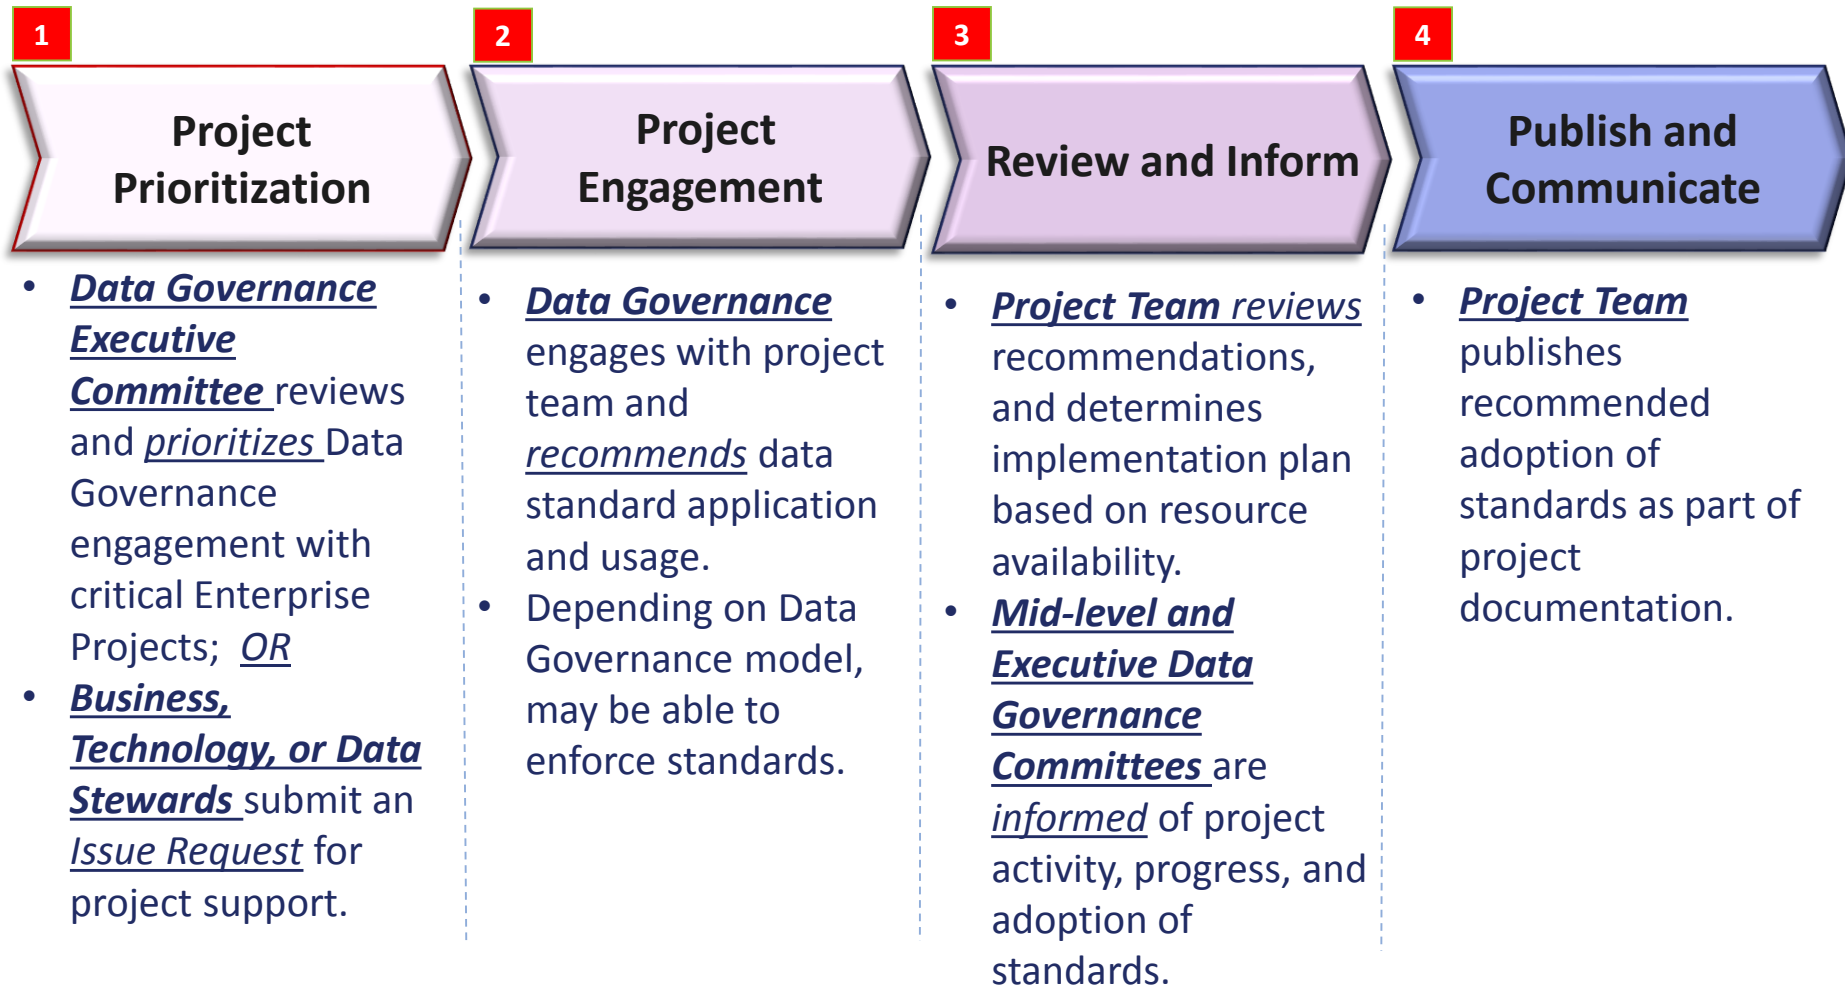 1
Project
Prioritization
• Data Governance
Executive
Committee reviews
and prioritizes Data
Governance
engagement with
critical Enterprise
Projects; OR
• Business,
Technology, or Data
Stewards submit an
Issue Request for
project support.
2
Project
Engagement
• Data Governance
engages with project
team and
recommends data
standard application
and usage.
• Depending on Data
Governance model,
may be able to
enforce standards.
3
Review and Inform
• Project Team reviews
recommendations,
and determines
implementation plan
based on resource
availability.
• Mid-level and
Executive Data
Governance
Committees are
informed of project
activity, progress, and
adoption of
standards.
4
Publish and
Communicate
• Project Team
publishes
recommended
adoption of
standards as part of
project
documentation.